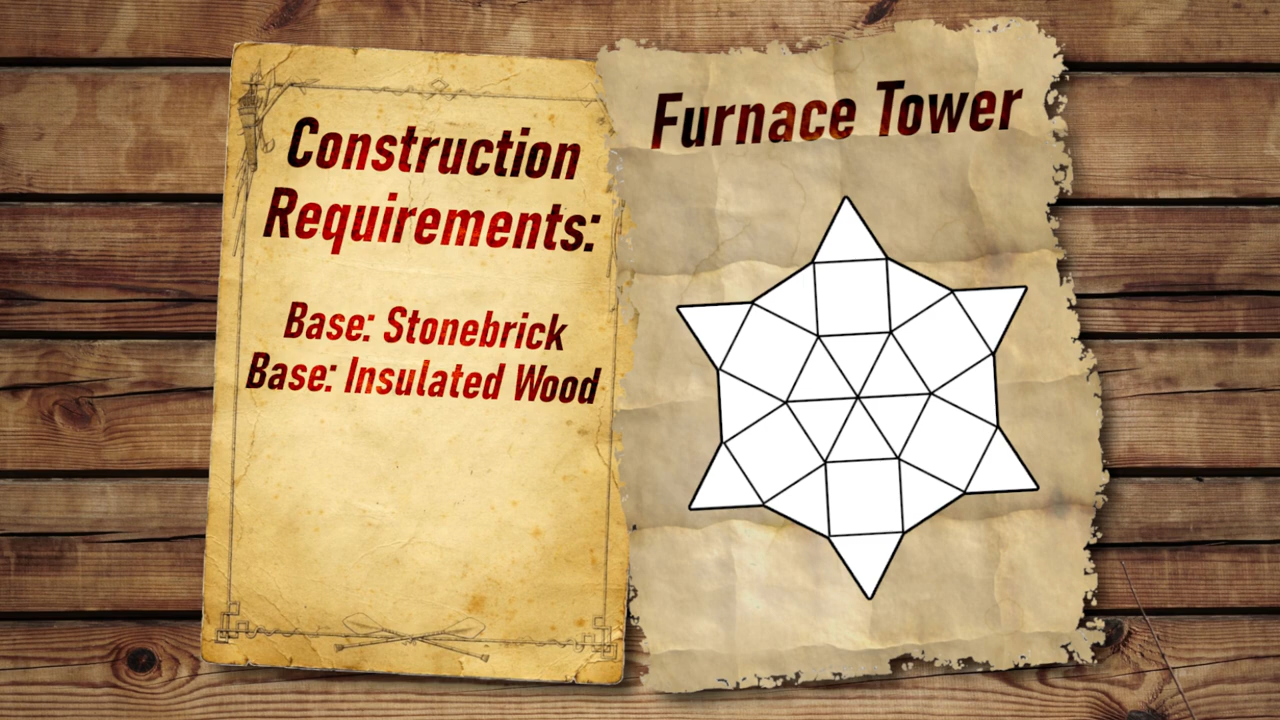 Construction
Requirements:
Base: Stonebrick
Base: Insulated Wood
Furnace Tower